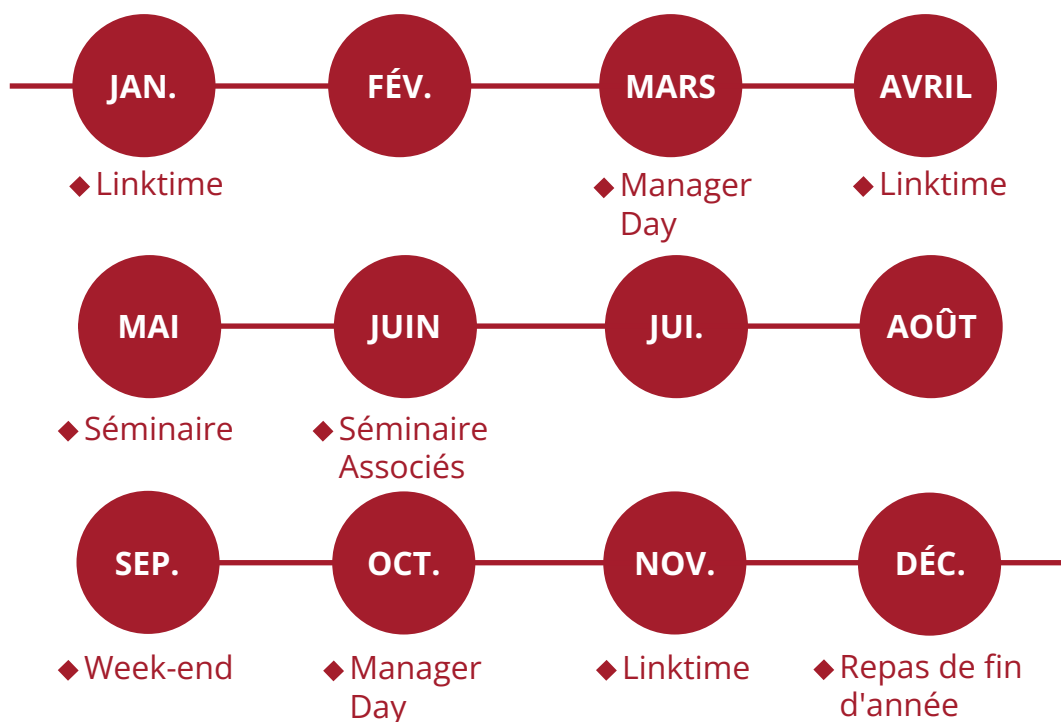 JAN.
FÉV.
MARS
AVRIL
◆ Linktime
◆ Manager
Day
◆ Linktime
MAI
JUIN
JUI.
AOÛT
◆ Séminaire
◆ Séminaire
Associés
SEP.
OCT.
NOV.
DÉC.
◆ Week-end
◆ Manager
Day
◆ Linktime
◆ Repas de fin
d'année